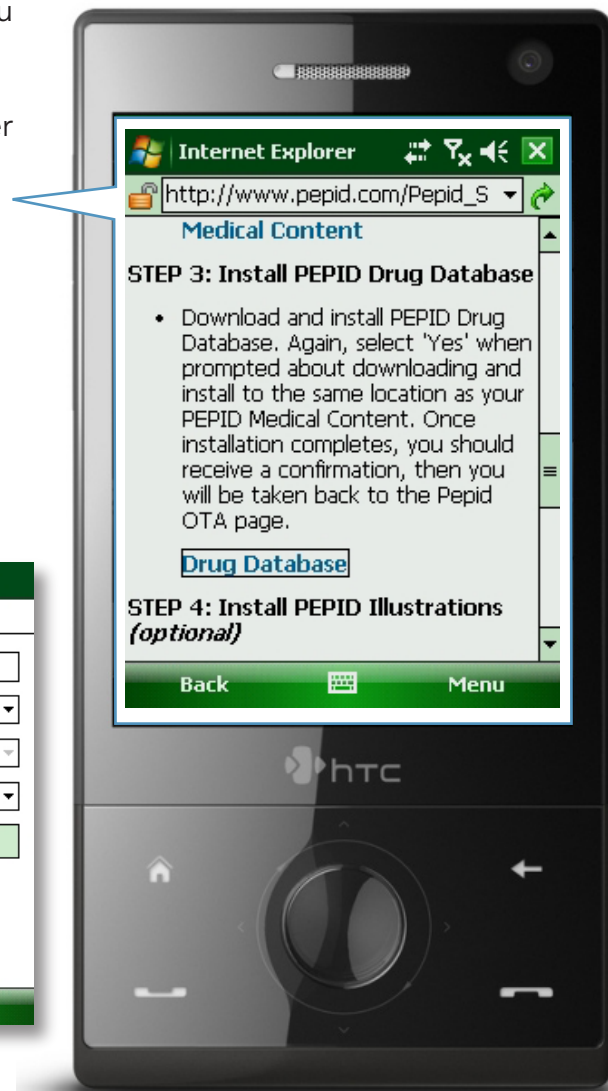 u
er
Internet Explorer
http://www.pepid.com/Pepid_S
Medical Content
STEP 3: Install PEPID Drug Database
• Download and install PEPID Drug
Database. Again, select 'Yes' when
prompted about downloading and
install to the same location as your
PEPID Medical Content. Once
installation completes, you should
receive a confirmation, then you
will be taken back to the Pepid
OTA page.
Drug Database
STEP 4: Install PEPID Illustrations
(optional)
Back Menu
hTC